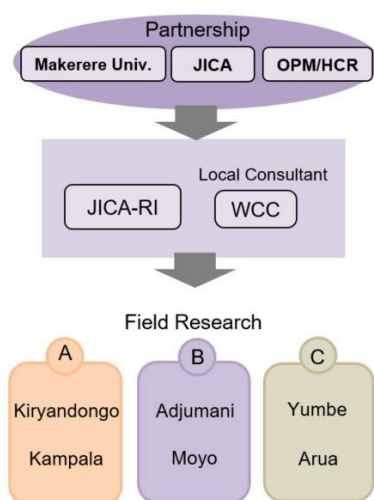 Partnership
Makerere Univ. JICA OPM/HCR
Local Consultant
JICA-RI WCC
Field Research
A B C
Kiryandongo Adjumani Yumbe
Kampala Moyo Arua